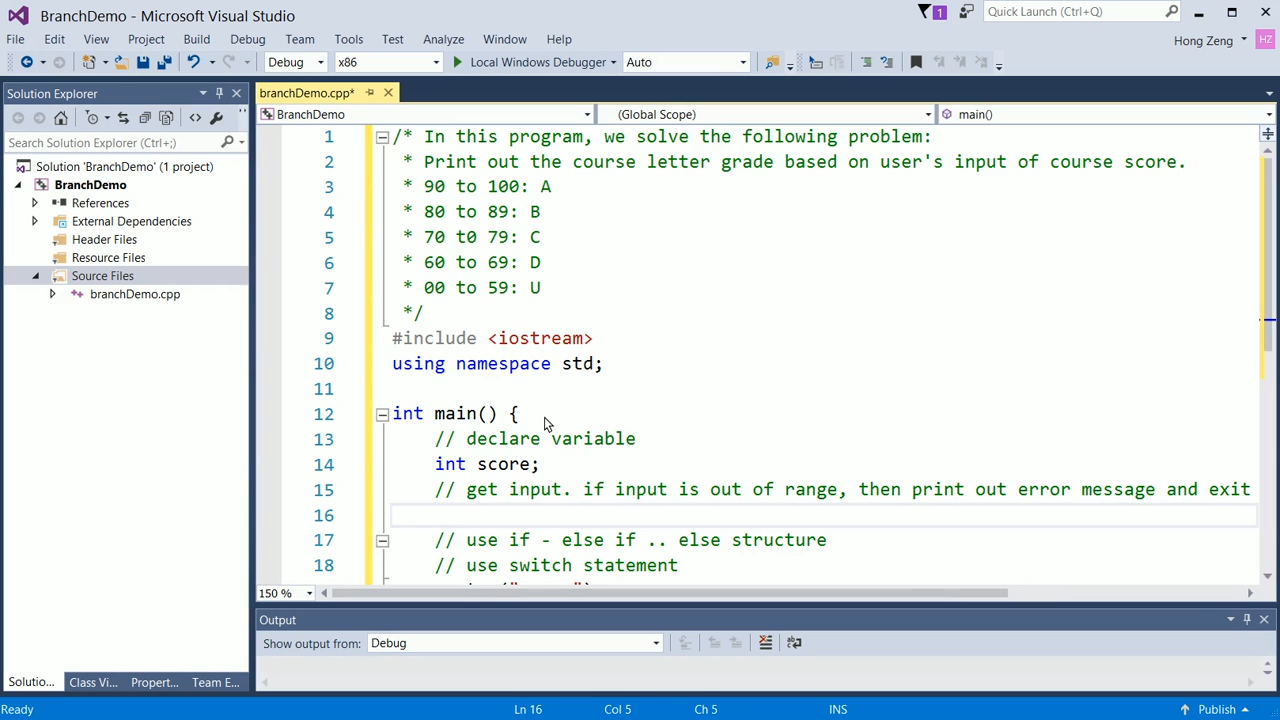 BranchDemo - Microsoft Visual Studio
1
Quick Launch (Ctrl+Q)
File Edit View Project Build Debug Team Tools Test Analyze Window Help
Hong Zeng HZ
Debug x86 Local Windows Debugger Auto
Solution Explorer
Search Solution Explorer (Ctrl+;)
Solution 'BranchDemo' (1 project)
BranchDemo
References
External Dependencies
Header Files
Resource Files
Source Files
branchDemo.cpp
Solutio... Class Vi... Propert... Team E...
branchDemo.cpp*
BranchDemo (Global Scope) main()
1 /* In this program, we solve the following problem:
2 * Print out the course letter grade based on user's input of course score.
3 * 90 to 100: A
4 * 80 to 89: B
5 * 70 t0 79: C
6 * 60 to 69: D
7 * 00 to 59: U
8 */
9 #include <iostream>
10 using namespace std;
11
12 int main() {
13 // declare variable
14 int score;
15 // get input. if input is out of range, then print out error message and exit
16
17 // use if - else if .. else structure
18 // use switch statement
150 %
Output
Show output from: Debug
Ready Ln 16 Col 5 Ch 5 INS Publish